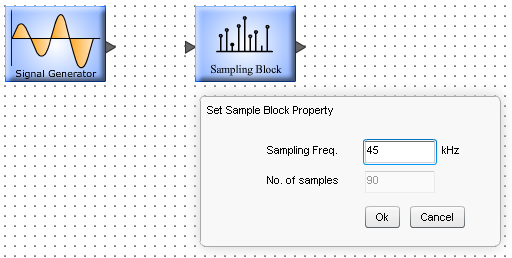 Signal Generator
Sampling Block
Set Sample Block Property
Sampling Freq. 45 kHz
No. of samples 90
Ok Cancel